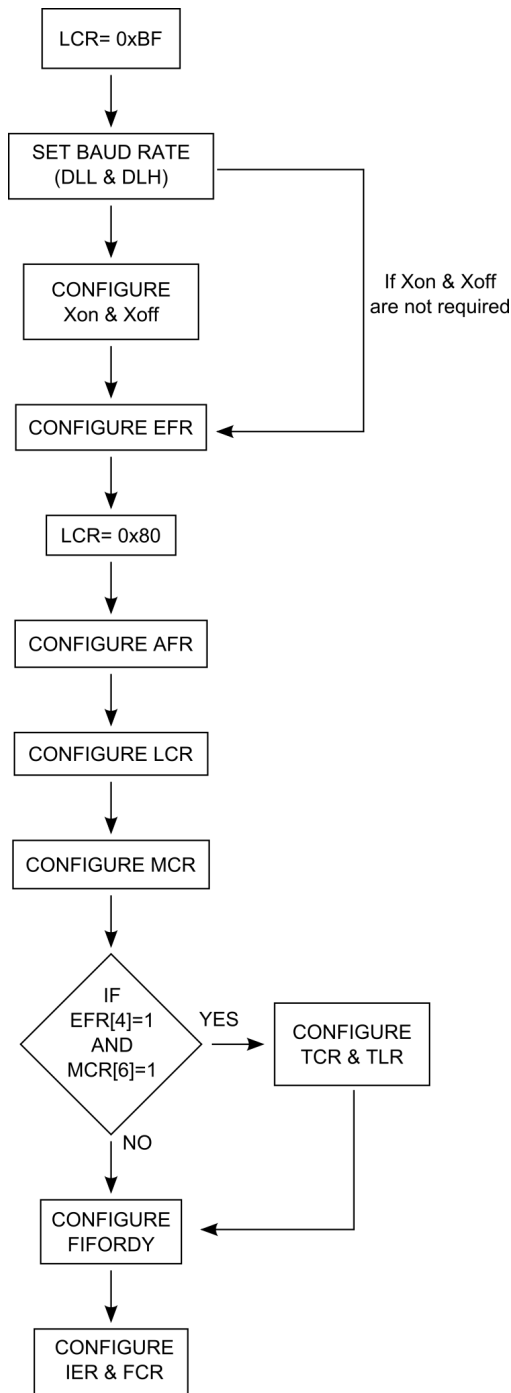 LCR= 0xBF
SET BAUD RATE
(DLL & DLH)
If Xon & Xoff
are not required
CONFIGURE
Xon & Xoff
CONFIGURE EFR
LCR= 0x80
CONFIGURE AFR
CONFIGURE LCR
CONFIGURE MCR
IF
EFR[4]=1
AND
MCR[6]=1
YES
CONFIGURE
TCR & TLR
NO
CONFIGURE
FIFORDY
CONFIGURE
IER & FCR